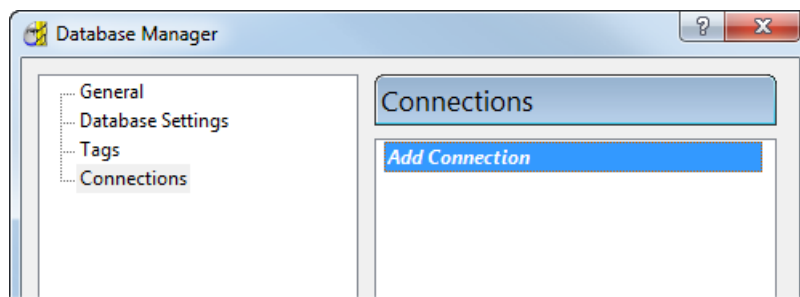 Database Manager
?
X
General
Database Settings
Tags
Connections
Connections
Add Connection